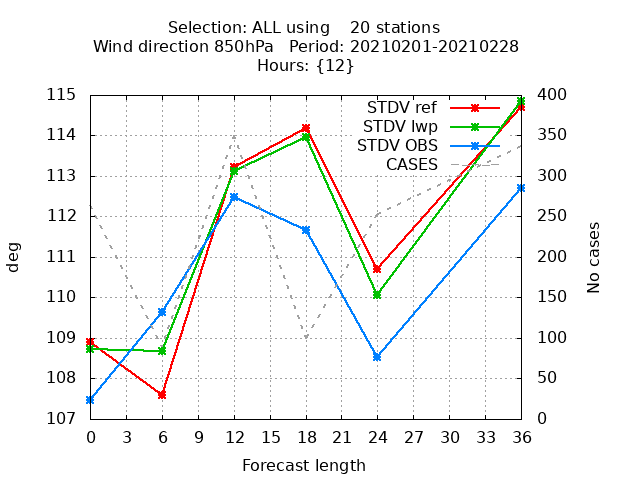 Selection: ALL using    20 stations
Wind direction 850hPa   Period: 20210201-20210228
Hours: {12}
115
114
113
112
111
110
109
108
107
400
350
300
250
200
150
100
50
0
STDV ref
STDV lwp
STDV OBS
CASES
deg
No cases
0 3 6 9 12 15 18 21 24 27 30 33 36
Forecast length